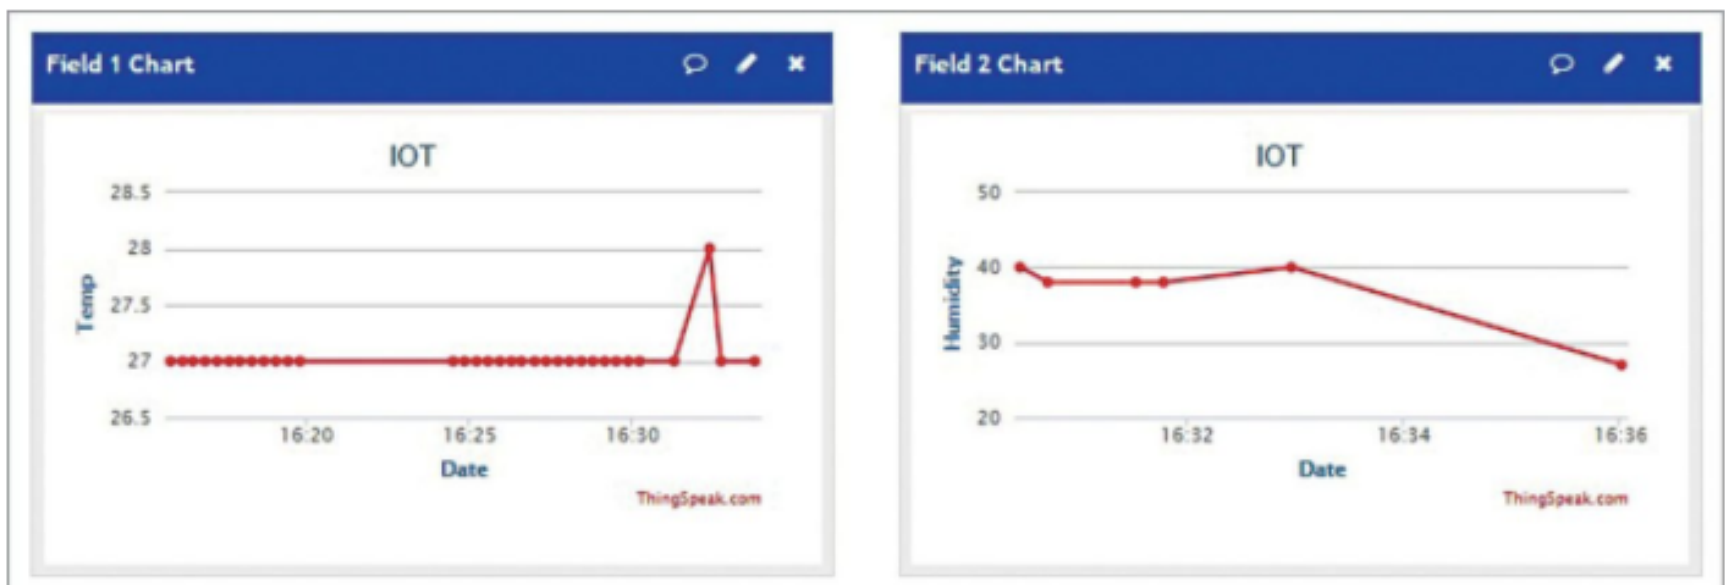 Field 1 Chart
IOT
28.5
28
27.5
27
26.5
Temp
16:20 16:25 16:30
Date
ThingSpeak.com
Field 2 Chart
IOT
50
40
30
20
Humidity
16:32 16:34 16:36
Date
ThingSpeak.com